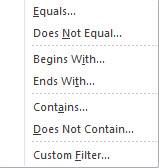 Equals...
Does Not Equal...
Begins With...
Ends With...
Contains...
Does Not Contain...
Custom Filter...